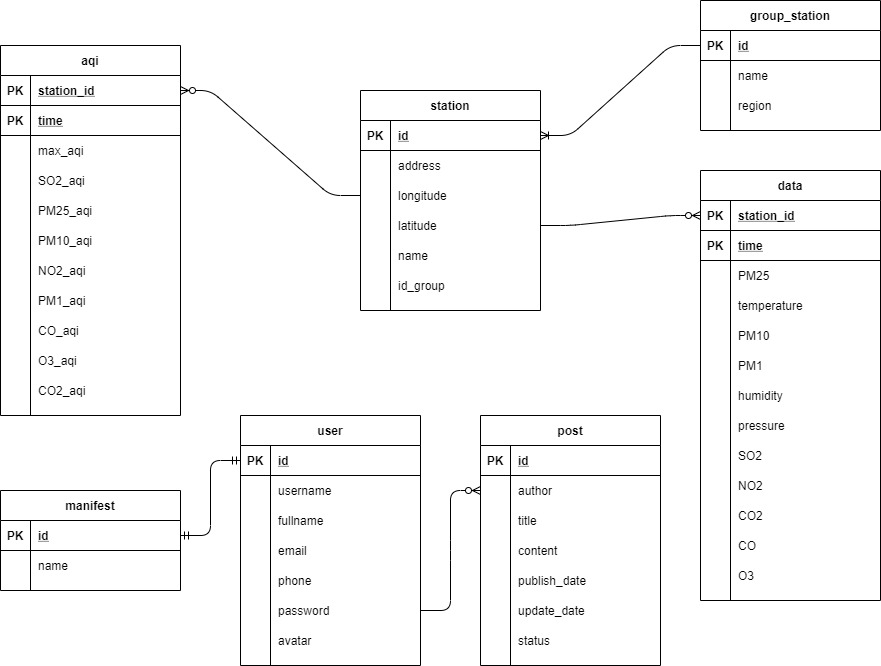 aqi
PK station_id
PK time
max_aqi
SO2_aqi
PM25_aqi
PM10_aqi
NO2_aqi
PM1_aqi
CO_aqi
O3_aqi
CO2_aqi
station
PK id
address
longitude
latitude
name
id_group
group_station
PK id
name
region
data
PK station_id
PK time
PM25
temperature
PM10
PM1
humidity
pressure
SO2
NO2
CO2
CO
O3
manifest
PK id
name
user
PK id
username
fullname
email
phone
password
avatar
post
PK id
author
title
content
publish_date
update_date
status